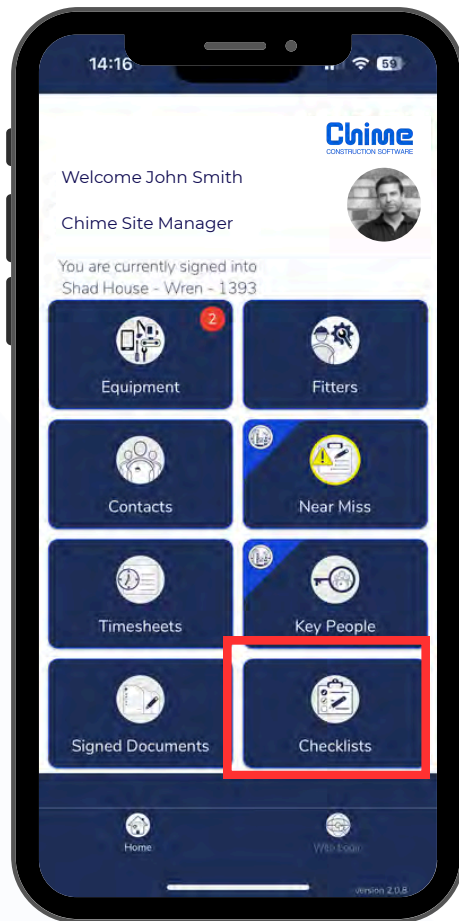 14:16
59
Chime
CONSTRUCTION SOFTWARE
Welcome John Smith
Chime Site Manager
You are currently signed into
Shad House - Wren - 1393
2
Equipment
Fitters
Contacts
Near Miss
Timesheets
Key People
Signed Documents
Checklists
Home
version 2.0.8